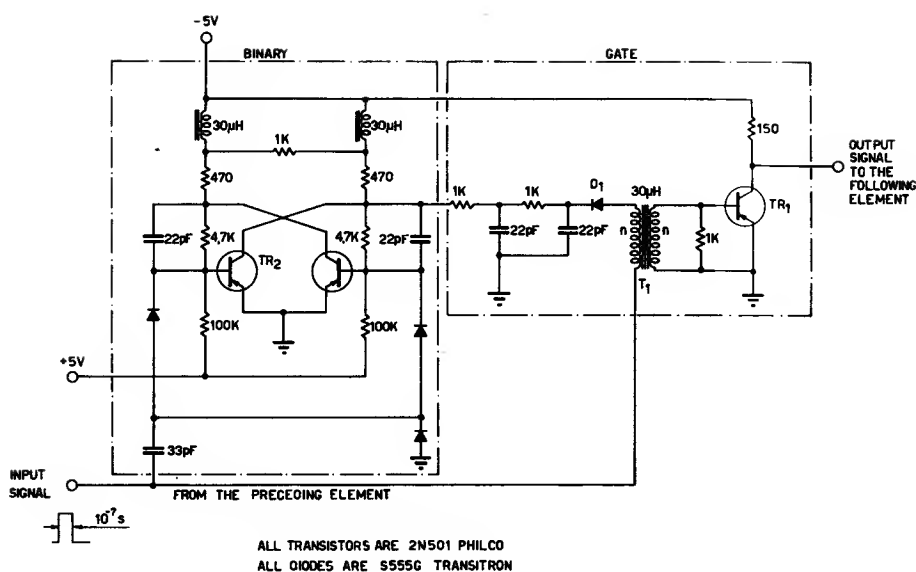 -5V
BINARY
GATE
30μH
30μH
1K
150
470
470
OUTPUT
SIGNAL
TO THE
FOLLOWING
ELEMENT
1K
1K
D1
30μH
TR1
22pF
4,7K
4,7K
22pF
22pF
22pF
n
n
1K
TR2
T1
100K
100K
+5V
33pF
INPUT
SIGNAL
FROM THE PRECEDING ELEMENT
10⁻⁷s
ALL TRANSISTORS ARE 2N501 PHILCO
ALL DIODES ARE S555G TRANSITRON